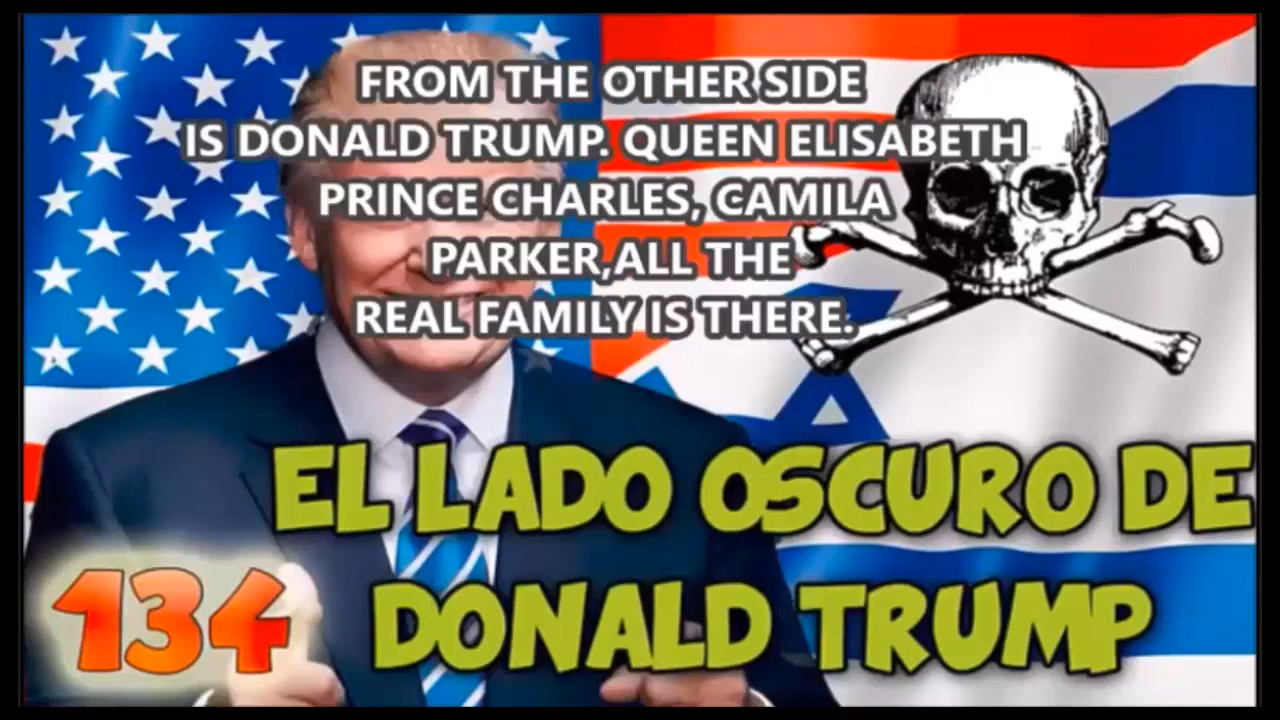 FROM THE OTHER SIDE
IS DONALD TRUMP. QUEEN ELISABETH
PRINCE CHARLES, CAMILA
PARKER,ALL THE
REAL FAMILY IS THERE.
EL LADO OSCURO DE
134 DONALD TRUMP